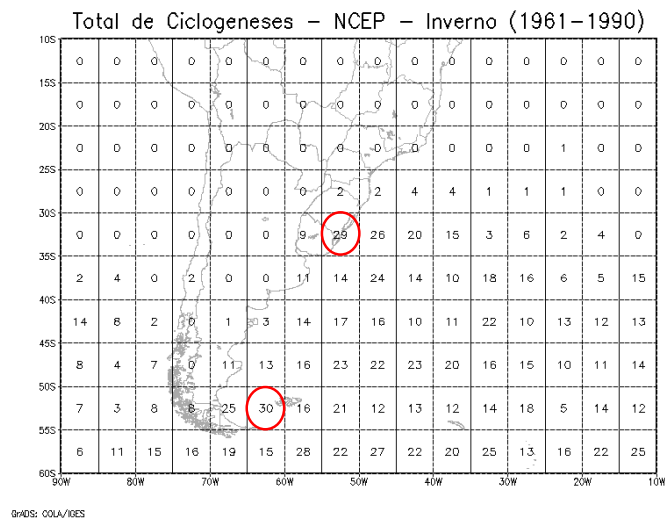 Total de Ciclogeneses – NCEP – Inverno (1961–1990)
10S
0 0 0 0 0 0 0 0 0 0 0 0 0 0 0 0
15S
0 0 0 0 0 0 0 0 0 0 0 0 0 0 0 0
20S
0 0 0 0 0 0 0 0 0 0 0 0 0 1 0 0
25S
0 0 0 0 0 0 0 2 2 4 4 1 1 1 0 0
30S
0 0 0 0 0 0 9 29 26 20 15 3 6 2 4 0
35S
2 4 0 2 0 0 11 14 24 14 10 18 16 6 5 15
40S
14 8 2 0 1 3 14 17 16 10 11 22 10 13 12 13
45S
8 4 7 0 11 13 16 23 22 23 20 16 15 10 11 14
50S
7 3 8 8 25 30 16 21 12 13 12 14 18 5 14 12
55S
6 11 15 16 19 15 28 22 27 22 20 25 13 16 22 25
60S
90W 80W 70W 60W 50W 40W 30W 20W 10W
GrADS: COLA/IGES